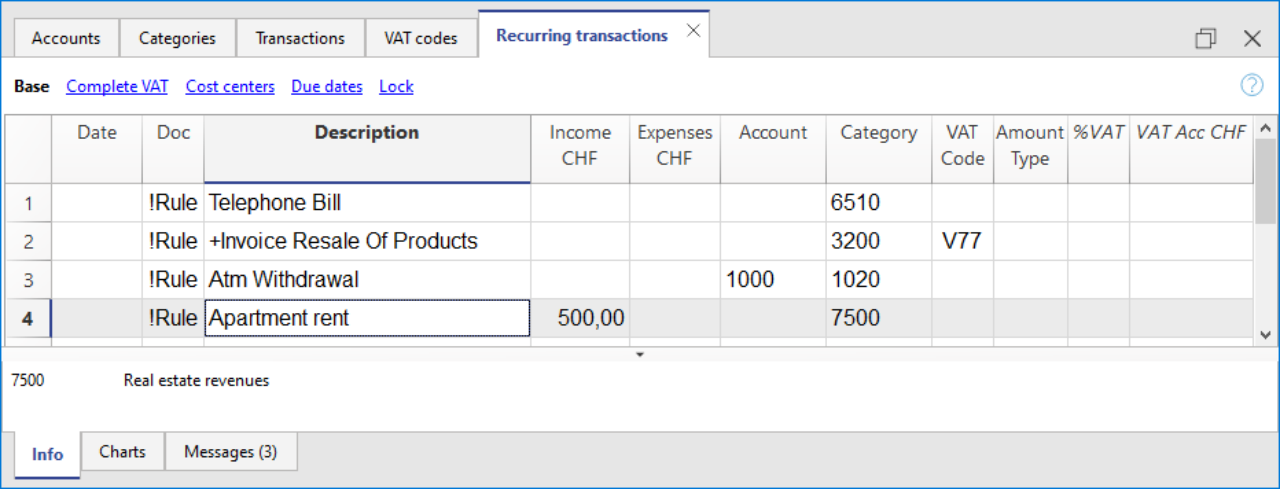 Accounts Categories Transactions VAT codes Recurring transactions
Base Complete VAT Cost centers Due dates Lock
Date Doc Description Income CHF Expenses CHF Account Category VAT Code Amount Type %VAT VAT Acc CHF
1 !Rule Telephone Bill 6510
2 !Rule +Invoice Resale Of Products 3200 V77
3 !Rule Atm Withdrawal 1000 1020
4 !Rule Apartment rent 500,00 7500
7500 Real estate revenues
Info Charts Messages (3)